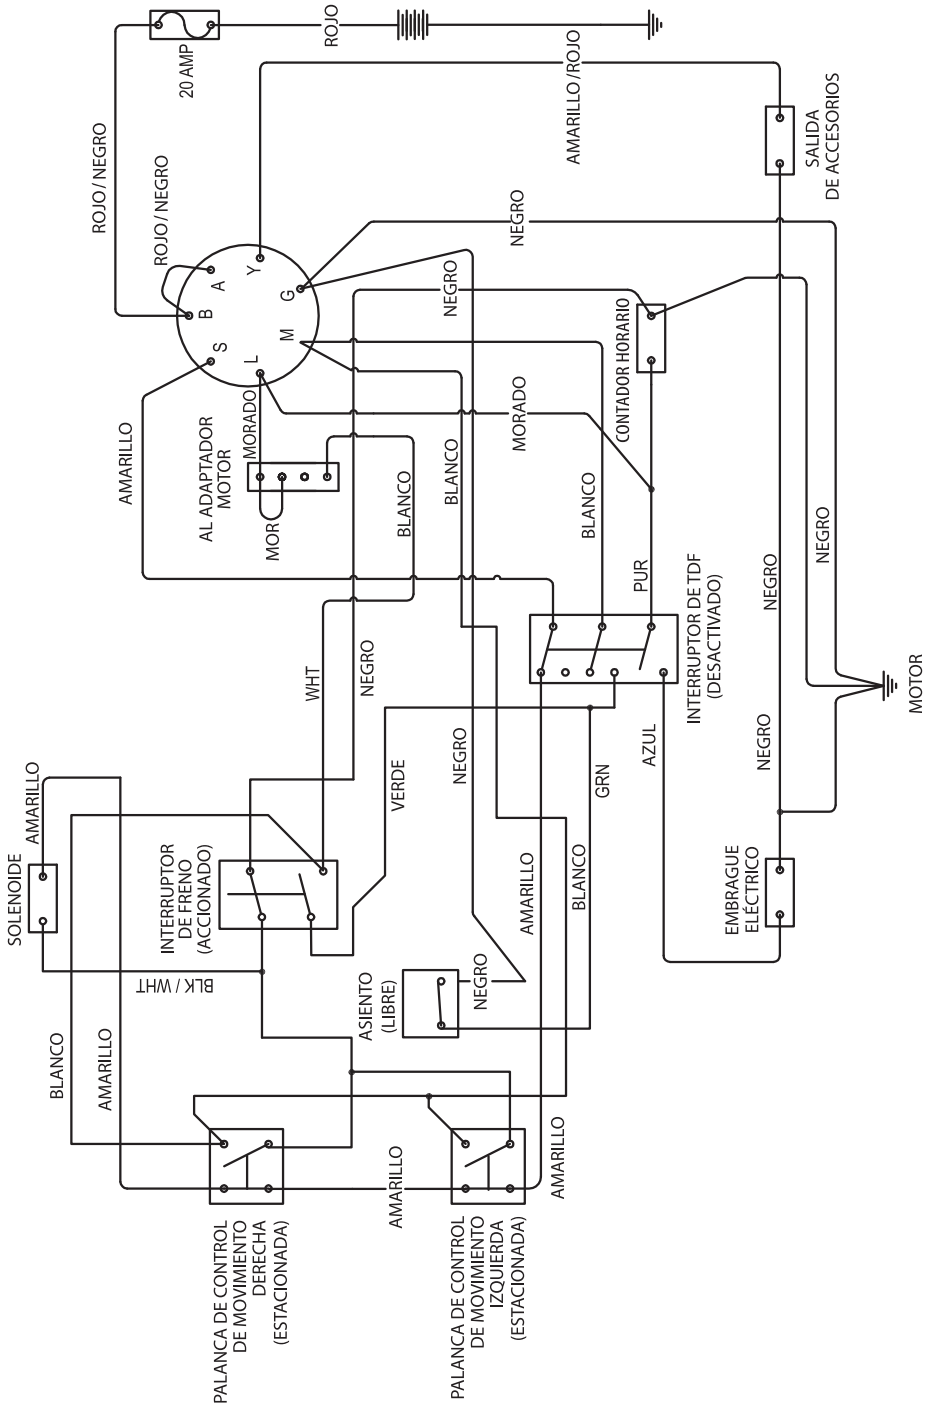 SOLENOIDE
AMARILLO
BLANCO
AMARILLO
ROJO / NEGRO
AMARILLO
ROJO / NEGRO
BLK / WHT
INTERRUPTOR
DE FRENO
(ACCIONADO)
20 AMP
AL ADAPTADOR
MOTOR
S
B
A
L
Y
M
G
MORADO
MOR
PALANCA DE CONTROL
DE MOVIMIENTO
DERECHA
(ESTACIONADA)
WHT
ROJO
NEGRO
ASIENTO
(LIBRE)
AMARILLO
VERDE
BLANCO
PALANCA DE CONTROL
DE MOVIMIENTO
IZQUIERDA
(ESTACIONADA)
NEGRO
NEGRO
BLANCO
NEGRO
AMARILLO
MORADO
NEGRO
AMARILLO
BLANCO
GRN
BLANCO
AMARILLO / ROJO
AZUL
PUR
CONTADOR HORARIO
INTERRUPTOR DE TDF
(DESACTIVADO)
EMBRAGUE
ELÉCTRICO
NEGRO
NEGRO
SALIDA
DE ACCESORIOS
NEGRO
MOTOR